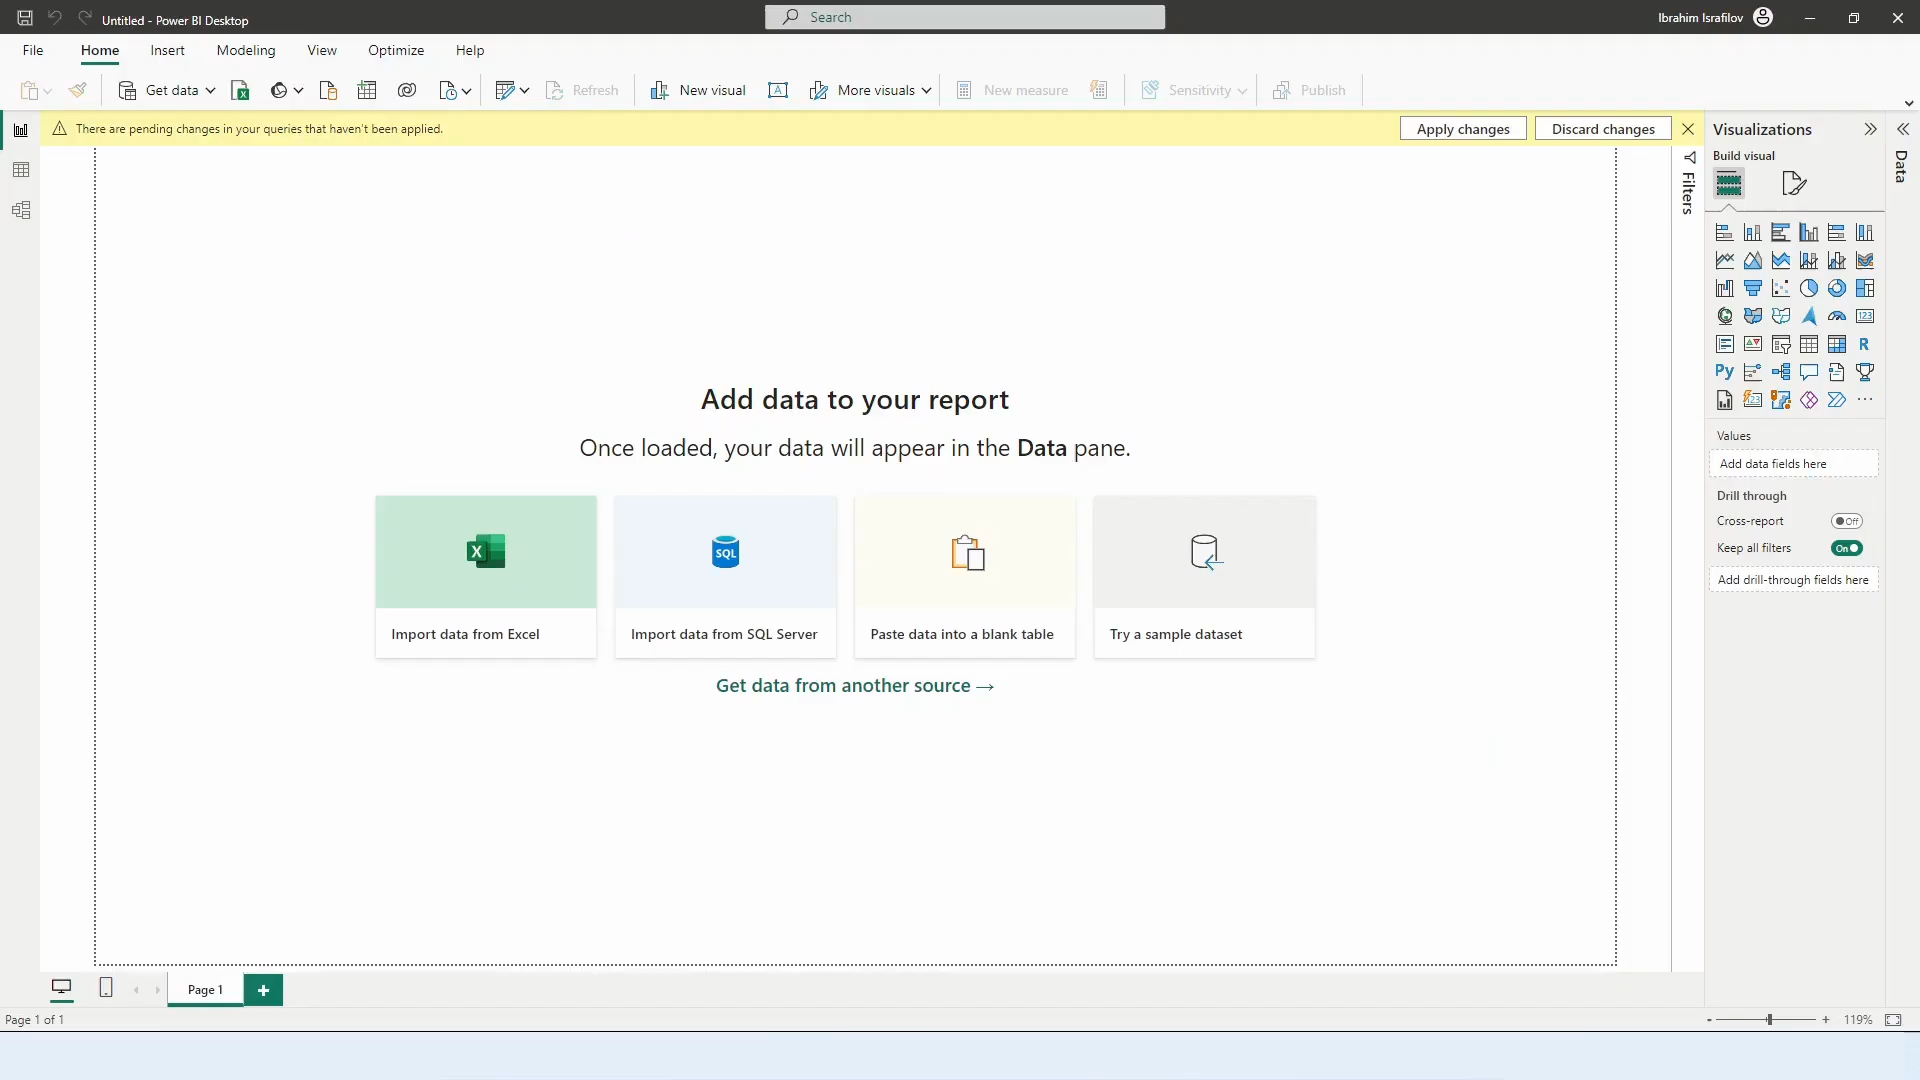 Untitled - Power BI Desktop
Search
Ibrahim Israfilov
File
Home
Insert
Modeling
View
Optimize
Help
Get data
Refresh
New visual
More visuals
New measure
Sensitivity
Publish
There are pending changes in your queries that haven't been applied.
Apply changes
Discard changes
Filters
Visualizations
Build visual
Data
123
R
Py
123
Values
Add data fields here
Drill through
Cross-report
Off
Keep all filters
On
Add drill-through fields here
Add data to your report
Once loaded, your data will appear in the Data pane.
X
SQL
Import data from Excel
Import data from SQL Server
Paste data into a blank table
Try a sample dataset
Get data from another source →
Page 1
+
Page 1 of 1
- + 119%